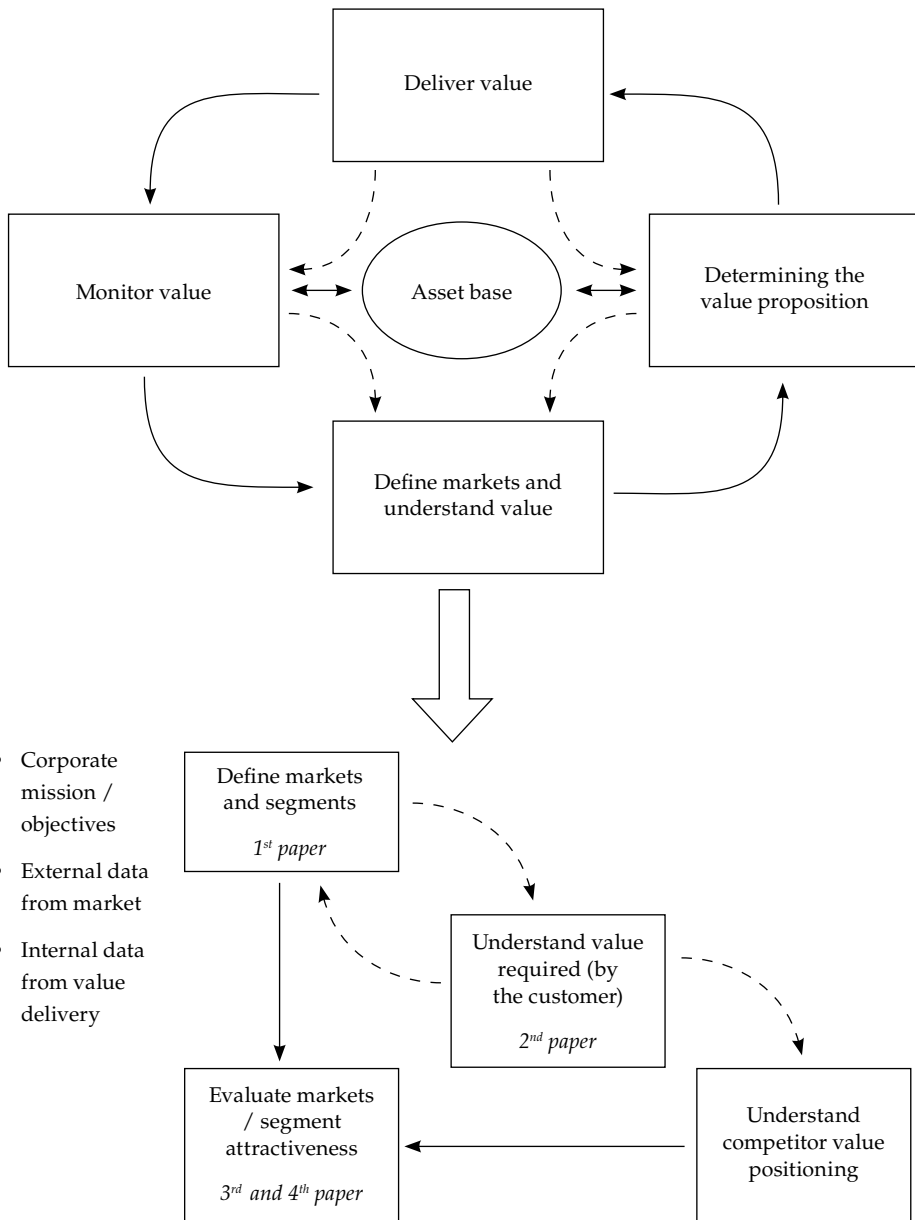 Deliver value
Monitor value
Asset base
Determining the
value proposition
Define markets and
understand value
• Corporate
mission /
objectives
• External data
from market
• Internal data
from value
delivery
Define markets
and segments
1st paper
Understand value
required (by
the customer)
2nd paper
Evaluate markets
/ segment
attractiveness
3rd and 4th paper
Understand
competitor value
positioning